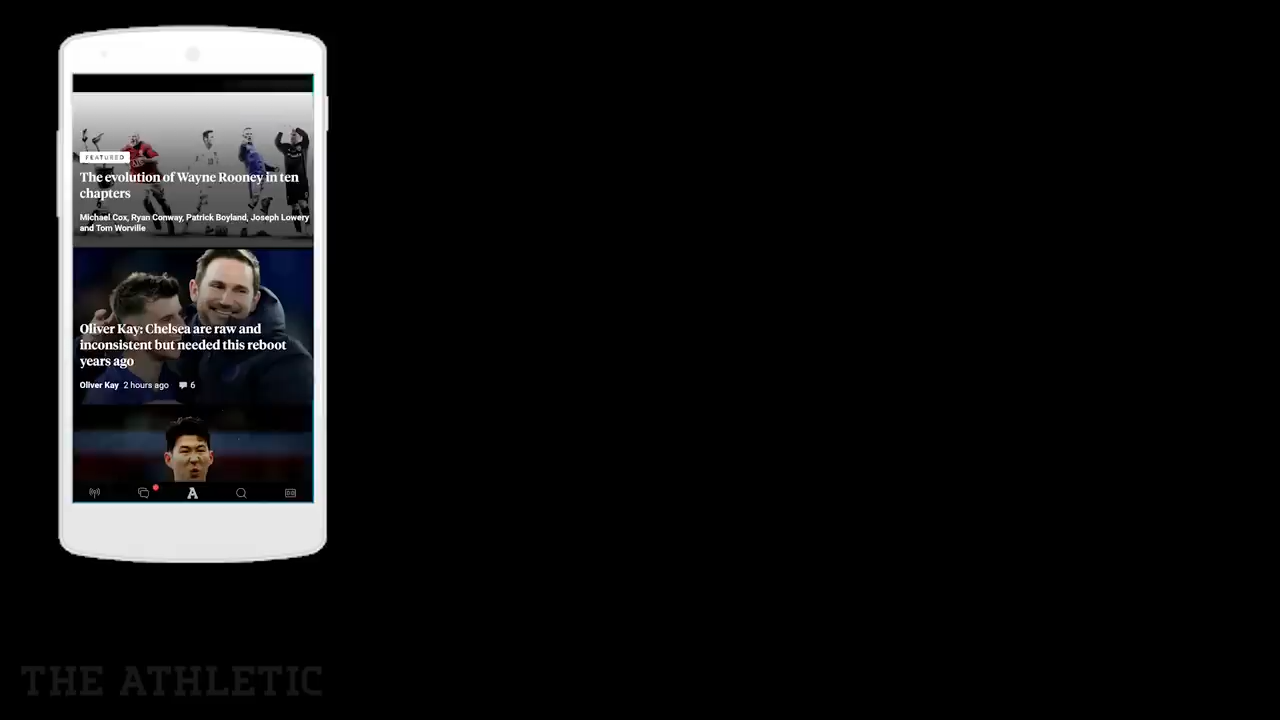 FEATURED
The evolution of Wayne Rooney in ten
chapters
Michael Cox, Ryan Conway, Patrick Boyland, Joseph Lowery
and Tom Worville
Oliver Kay: Chelsea are raw and
inconsistent but needed this reboot
years ago
Oliver Kay 2 hours ago 6
A
THE ATHLETIC